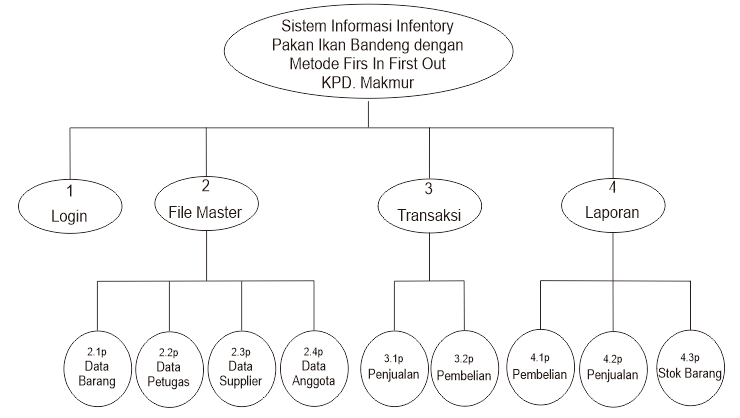 Sistem Informasi Infentory
Pakan Ikan Bandeng dengan
Metode Firs In First Out
KPD. Makmur
1
Login
2
File Master
3
Transaksi
4
Laporan
2.1p
Data
Barang
2.2p
Data
Petugas
2.3p
Data
Supplier
2.4p
Data
Anggota
3.1p
Penjualan
3.2p
Pembelian
4.1p
Pembelian
4.2p
Penjualan
4.3p
Stok Barang